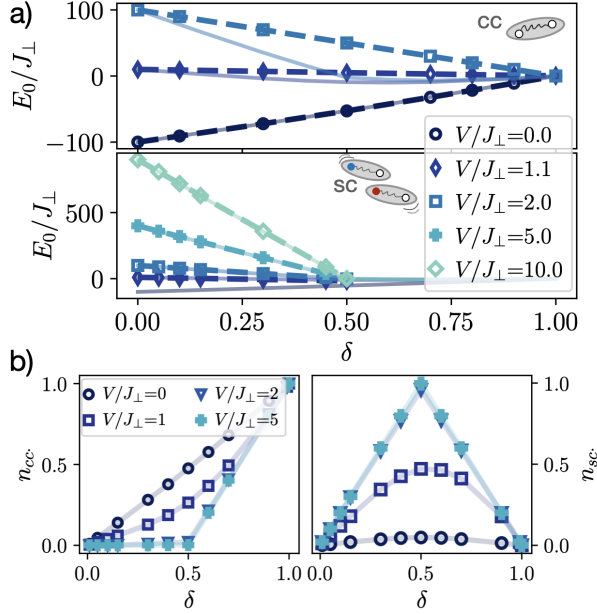 a)
100
0
−100
E₀/J⊥
CC
V/J⊥=0.0
V/J⊥=1.1
V/J⊥=2.0
V/J⊥=5.0
V/J⊥=10.0
500
0
E₀/J⊥
SC
0.00 0.25 0.50 0.75 1.00
δ
b)
1.0
0.5
0.0
n_cc.
V/J⊥=0 V/J⊥=2
V/J⊥=1 V/J⊥=5
0.0 0.5 1.0
δ
1.0
0.5
0.0
n_sc.
0.0 0.5 1.0
δ